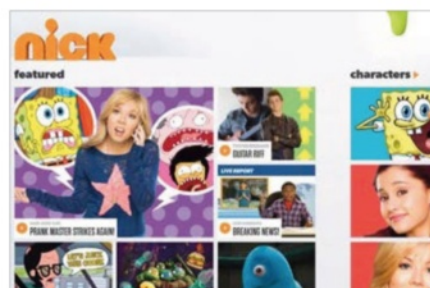 nick
featured
characters
GUITAR RIFF
LIVE REPORT
PRANK MASTER STRIKES AGAIN!
BREAKING NEWS!